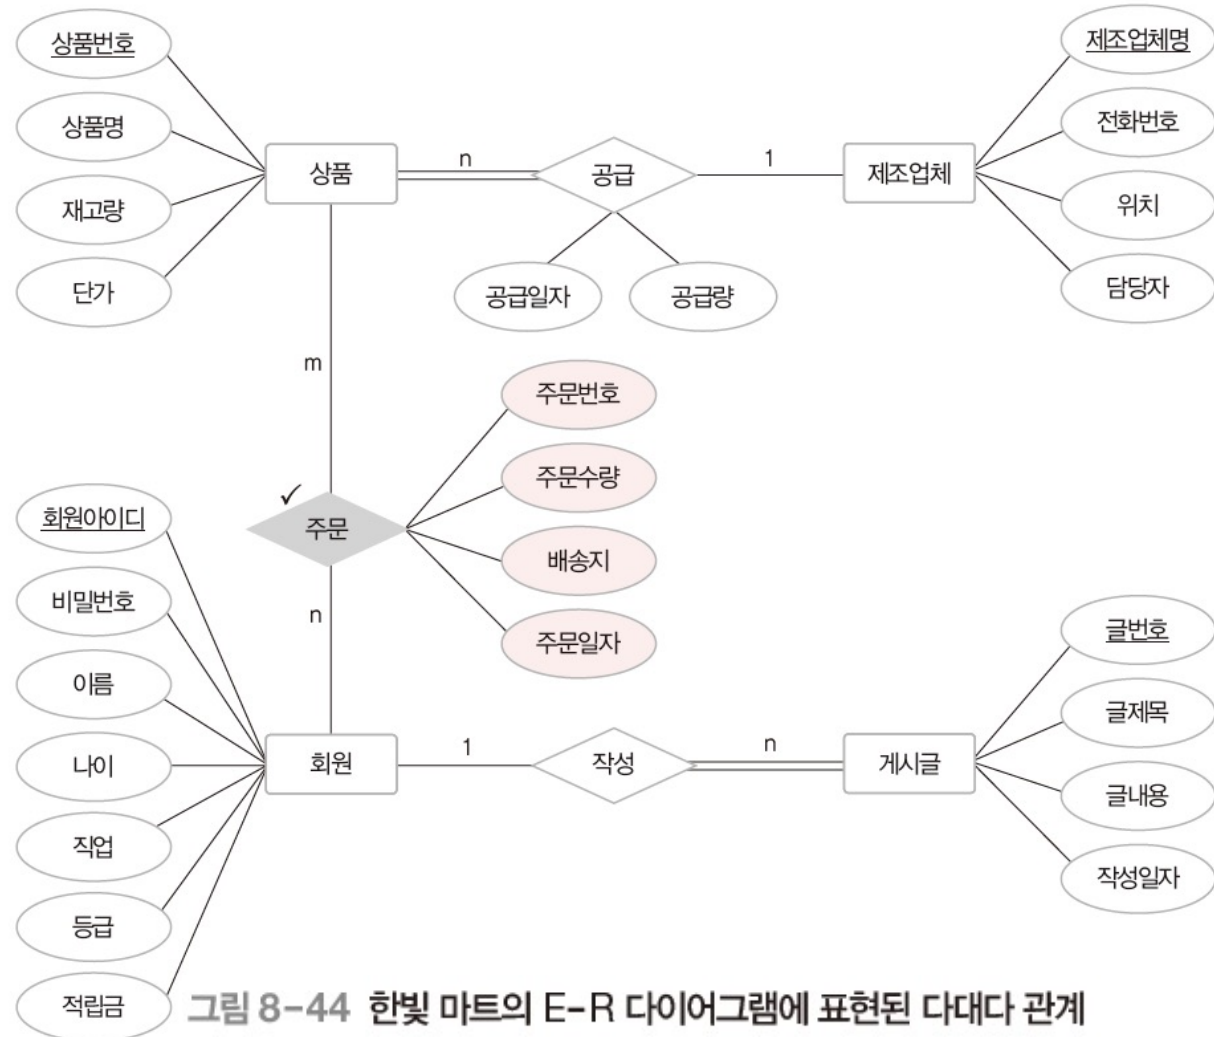 상품번호
상품명
재고량
단가
상품
n
공급
1
제조업체
공급일자
공급량
제조업체명
전화번호
위치
담당자
m
주문번호
주문수량
배송지
주문일자
✓
주문
n
회원아이디
비밀번호
이름
나이
직업
등급
적립금
회원
1
작성
n
게시글
글번호
글제목
글내용
작성일자
그림 8-44 한빛 마트의 E-R 다이어그램에 표현된 다대다 관계